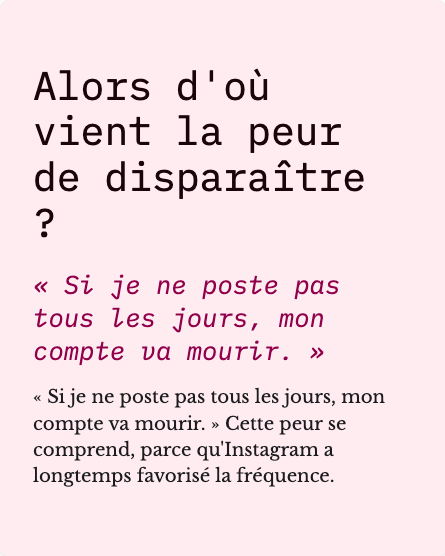 Alors d'où
vient la peur
de disparaître
?
« Si je ne poste pas
tous les jours, mon
compte va mourir. »
« Si je ne poste pas tous les jours, mon
compte va mourir. » Cette peur se
comprend, parce qu'Instagram a
longtemps favorisé la fréquence.